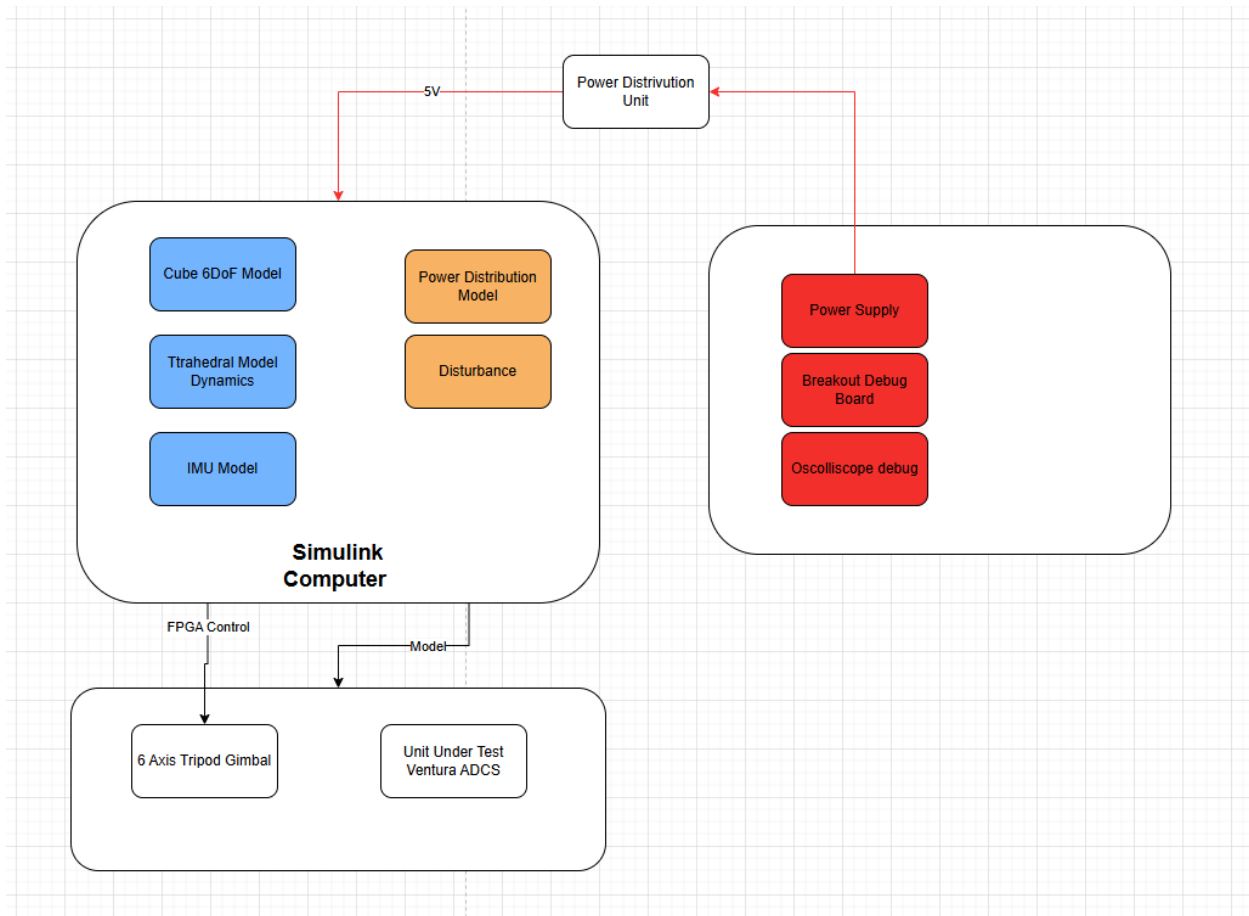 Power Distrivution
Unit
5V
Cube 6DoF Model
Power Distribution
Model
Ttrahedral Model
Dynamics
Disturbance
IMU Model
Simulink
Computer
Power Supply
Breakout Debug
Board
Oscolliscope debug
FPGA Control
Model
6 Axis Tripod Gimbal
Unit Under Test
Ventura ADCS